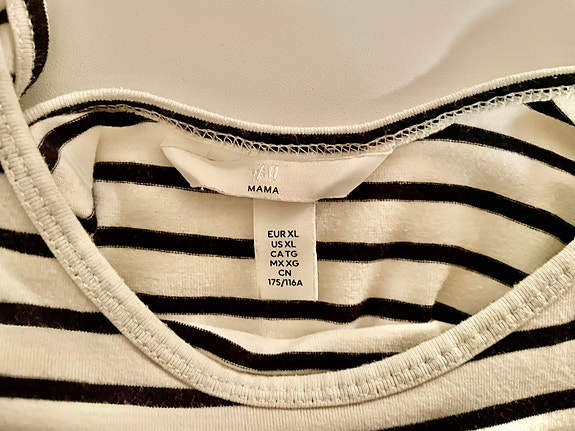 H&M
MAMA
EUR XL
US XL
CA TG
MX XG
CN
175/116A